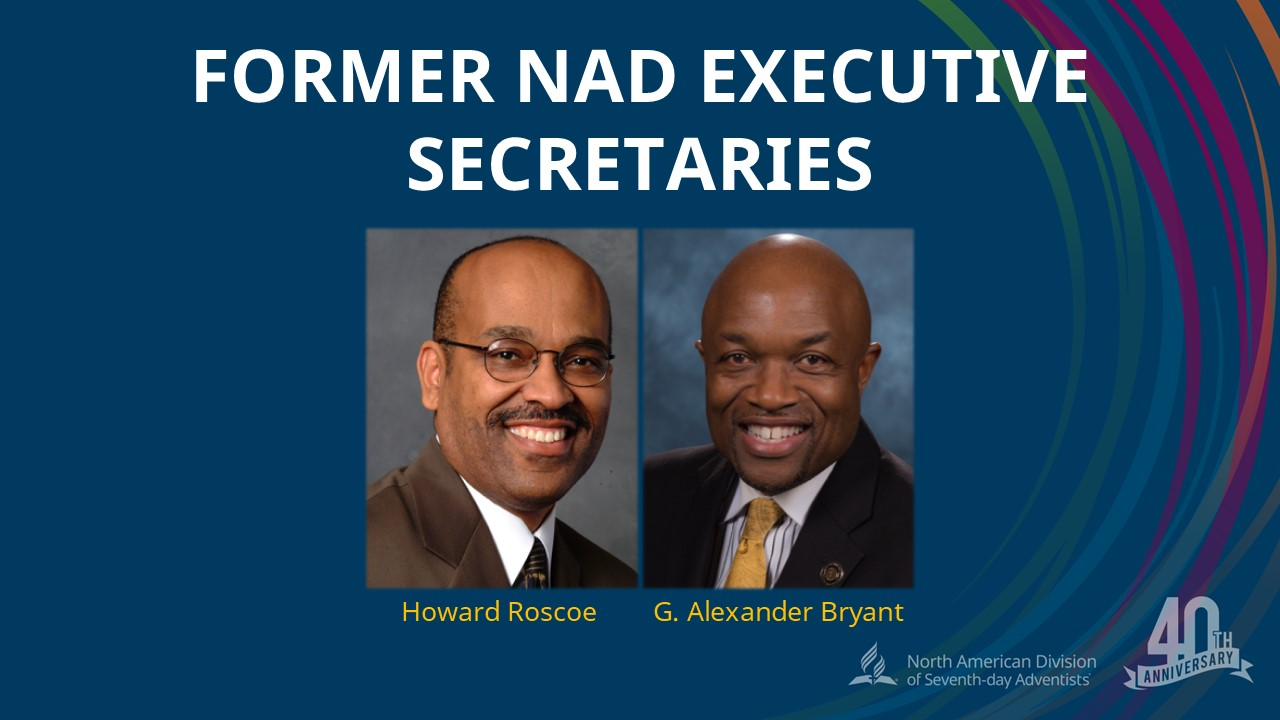 FORMER NAD EXECUTIVE
SECRETARIES
Howard Roscoe
G. Alexander Bryant
North American Division
of Seventh-day Adventists
40TH
ANNIVERSARY